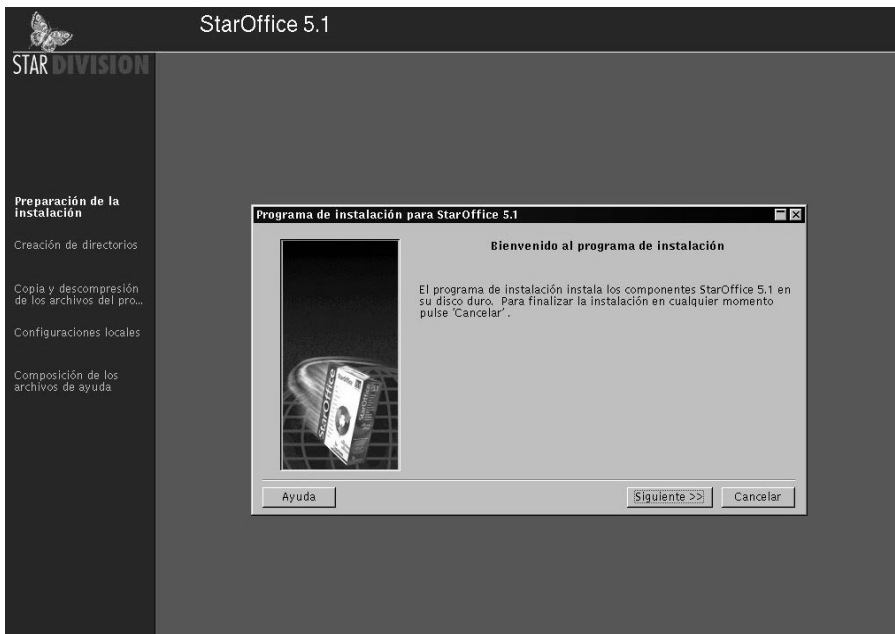 StarOffice 5.1
STAR DIVISION
Preparación de la
instalación
Creación de directorios
Copia y descompresión
de los archivos del pro...
Configuraciones locales
Composición de los
archivos de ayuda
Programa de instalación para StarOffice 5.1
Bienvenido al programa de instalación
El programa de instalación instala los componentes StarOffice 5.1 en
su disco duro. Para finalizar la instalación en cualquier momento
pulse 'Cancelar' .
StarOffice
Ayuda
Siguiente >>
Cancelar